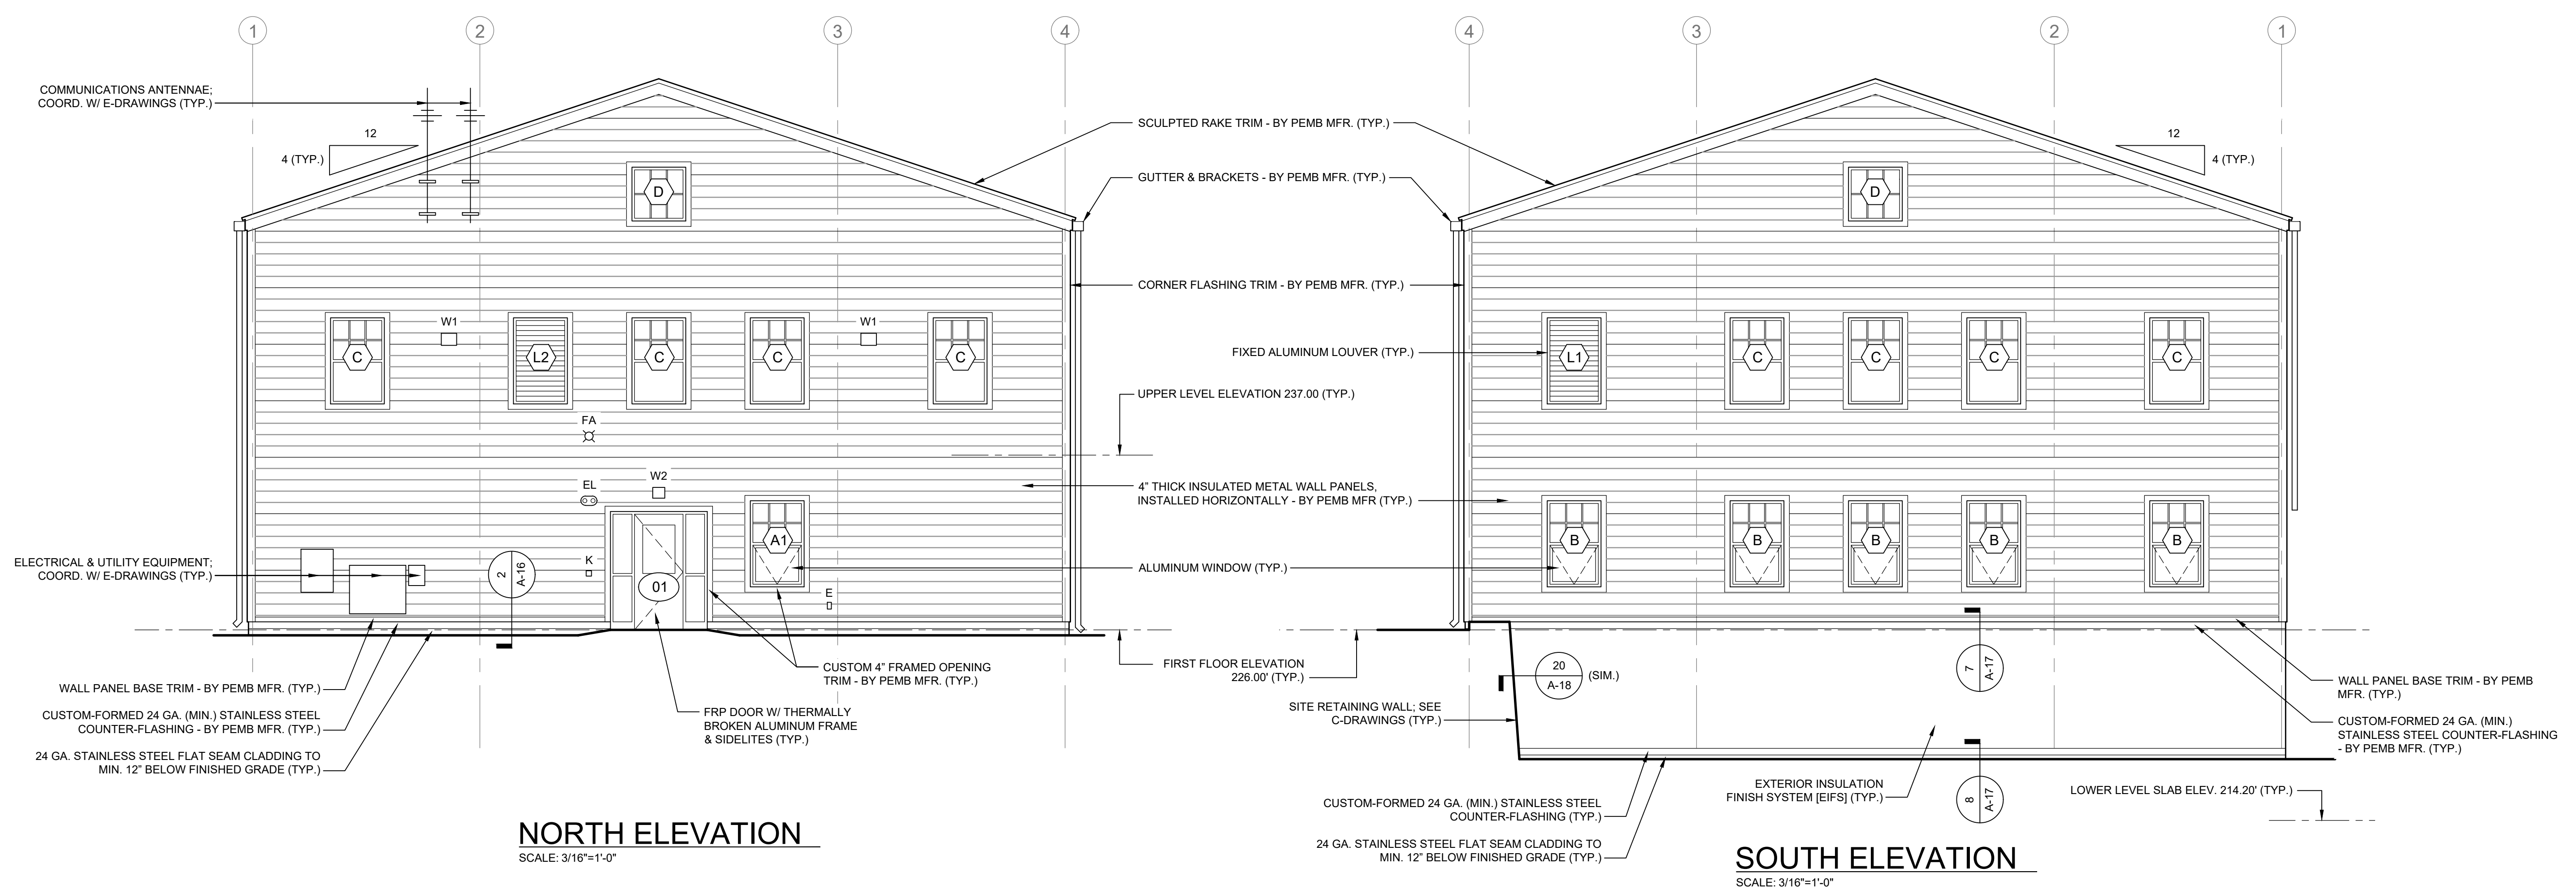 1
2
3
4
4
3
2
1
COMMUNICATIONS ANTENNAE;
COORD. W/ E-DRAWINGS (TYP.)
12
4 (TYP.)
D
W1
W1
C
L2
C
C
C
FA
EL
W2
A1
K
E
01
2
A-16
ELECTRICAL & UTILITY EQUIPMENT;
COORD. W/ E-DRAWINGS (TYP.)
WALL PANEL BASE TRIM - BY PEMB MFR. (TYP.)
CUSTOM-FORMED 24 GA. (MIN.) STAINLESS STEEL
COUNTER-FLASHING - BY PEMB MFR. (TYP.)
24 GA. STAINLESS STEEL FLAT SEAM CLADDING TO
MIN. 12" BELOW FINISHED GRADE (TYP.)
CUSTOM 4" FRAMED OPENING
TRIM - BY PEMB MFR. (TYP.)
FRP DOOR W/ THERMALLY
BROKEN ALUMINUM FRAME
& SIDELITES (TYP.)
NORTH ELEVATION
SCALE: 3/16"=1'-0"
SCULPTED RAKE TRIM - BY PEMB MFR. (TYP.)
GUTTER & BRACKETS - BY PEMB MFR. (TYP.)
CORNER FLASHING TRIM - BY PEMB MFR. (TYP.)
FIXED ALUMINUM LOUVER (TYP.)
UPPER LEVEL ELEVATION 237.00 (TYP.)
4" THICK INSULATED METAL WALL PANELS,
INSTALLED HORIZONTALLY - BY PEMB MFR (TYP.)
ALUMINUM WINDOW (TYP.)
FIRST FLOOR ELEVATION
226.00' (TYP.)
SITE RETAINING WALL; SEE
C-DRAWINGS (TYP.)
12
4 (TYP.)
D
L1
C
C
C
C
B
B
B
B
B
20
A-18
(SIM.)
7
A-17
8
A-17
WALL PANEL BASE TRIM - BY PEMB
MFR. (TYP.)
CUSTOM-FORMED 24 GA. (MIN.)
STAINLESS STEEL COUNTER-FLASHING
- BY PEMB MFR. (TYP.)
EXTERIOR INSULATION
FINISH SYSTEM [EIFS] (TYP.)
LOWER LEVEL SLAB ELEV. 214.20' (TYP.)
CUSTOM-FORMED 24 GA. (MIN.) STAINLESS STEEL
COUNTER-FLASHING (TYP.)
24 GA. STAINLESS STEEL FLAT SEAM CLADDING TO
MIN. 12" BELOW FINISHED GRADE (TYP.)
SOUTH ELEVATION
SCALE: 3/16"=1'-0"